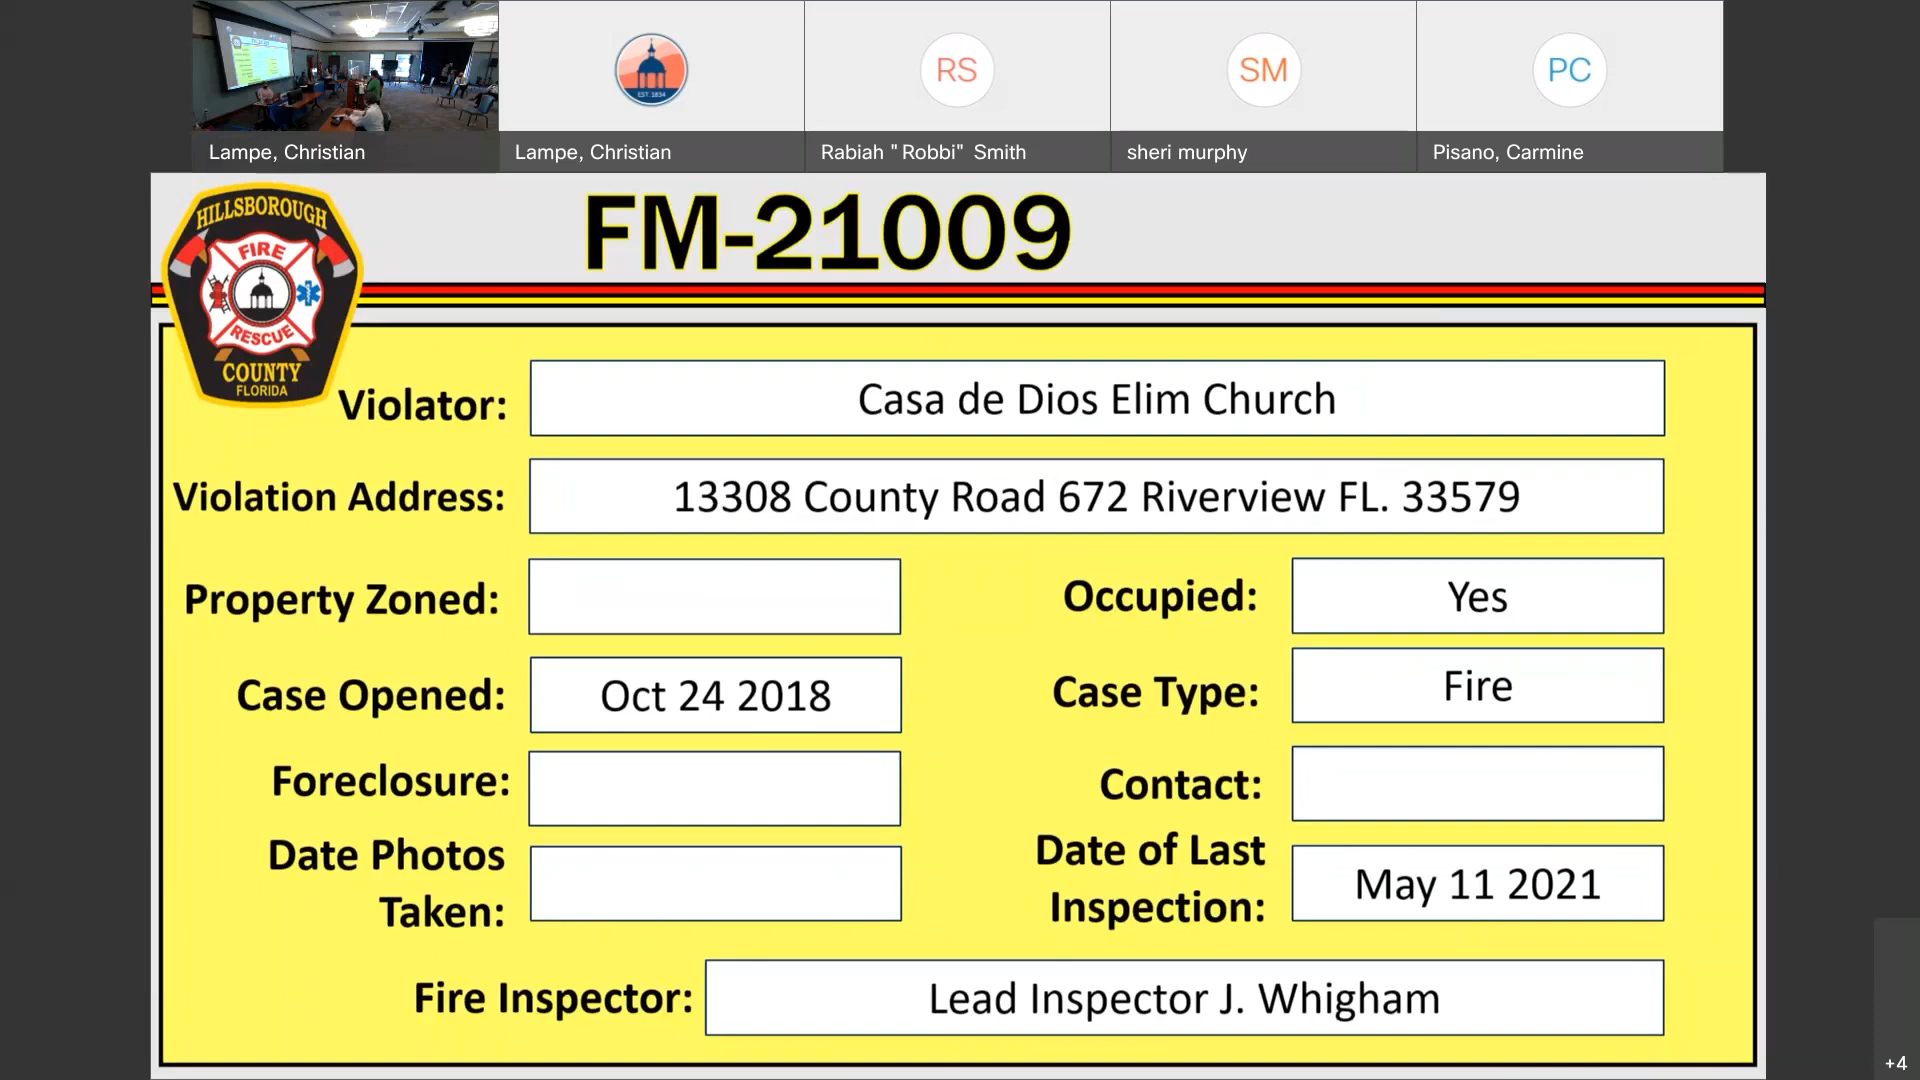 Lampe, Christian
EST. 1834
Lampe, Christian
RS
Rabiah "Robbi" Smith
SM
sheri murphy
PC
Pisano, Carmine
HILLSBOROUGH
FIRE
RESCUE
COUNTY
FLORIDA
FM-21009
Violator: Casa de Dios Elim Church
Violation Address: 13308 County Road 672 Riverview FL. 33579
Property Zoned:
Occupied: Yes
Case Opened: Oct 24 2018
Case Type: Fire
Foreclosure:
Contact:
Date Photos
Taken:
Date of Last
Inspection: May 11 2021
Fire Inspector: Lead Inspector J. Whigham
+4